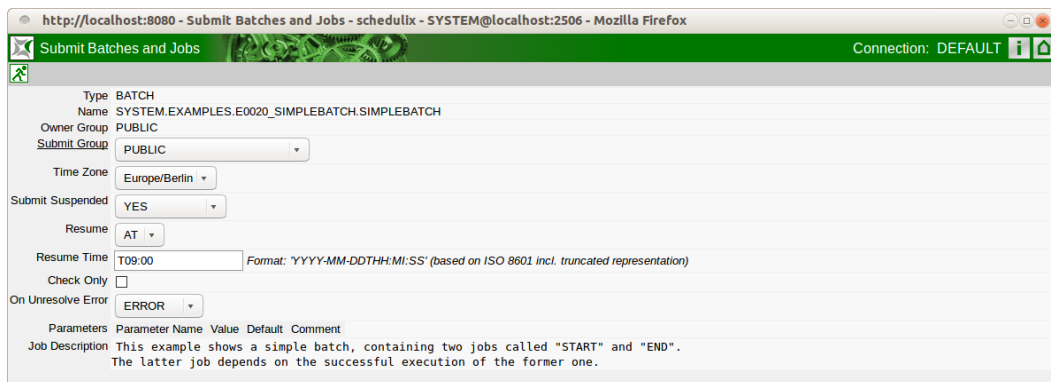 http://localhost:8080 - Submit Batches and Jobs - schedulix - SYSTEM@localhost:2506 - Mozilla Firefox
Submit Batches and Jobs Connection: DEFAULT
Type BATCH
Name SYSTEM.EXAMPLES.E0020_SIMPLEBATCH.SIMPLEBATCH
Owner Group PUBLIC
Submit Group PUBLIC
Time Zone Europe/Berlin
Submit Suspended YES
Resume AT
Resume Time T09:00 Format: 'YYYY-MM-DDTHH:MI:SS' (based on ISO 8601 incl. truncated representation)
Check Only
On Unresolve Error ERROR
Parameters Parameter Name Value Default Comment
Job Description This example shows a simple batch, containing two jobs called "START" and "END".
The latter job depends on the successful execution of the former one.